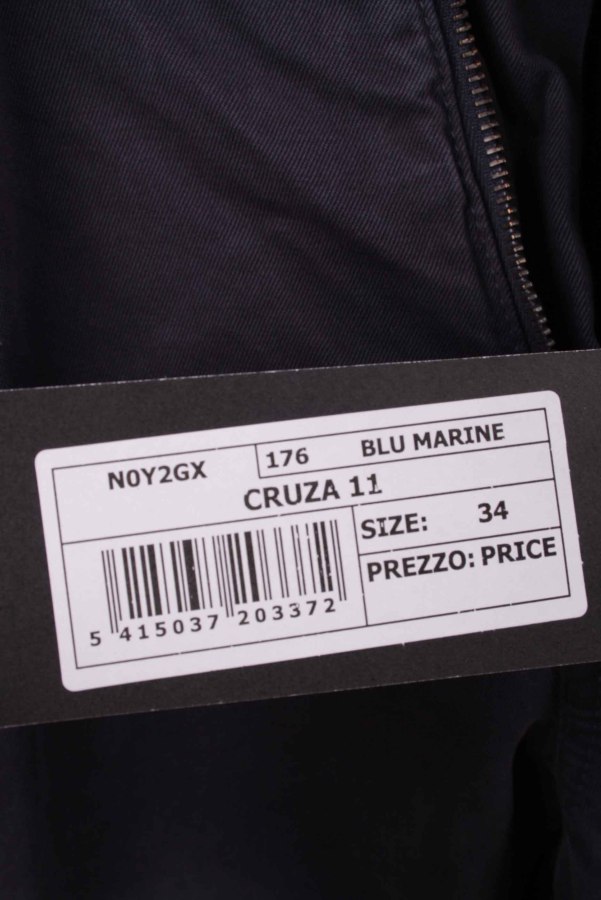 N0Y2GX 176 BLU MARINE
CRUZA 11
SIZE: 34
PREZZO: PRICE
5 415037 203372